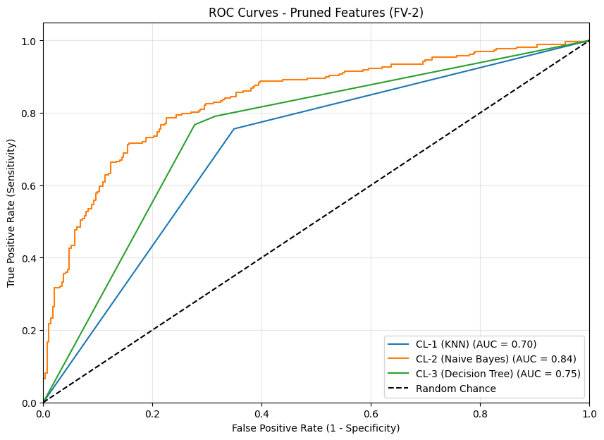 ROC Curves - Pruned Features (FV-2)
True Positive Rate (Sensitivity)
1.0
0.8
0.6
0.4
0.2
0.0
0.0 0.2 0.4 0.6 0.8 1.0
False Positive Rate (1 - Specificity)
CL-1 (KNN) (AUC = 0.70)
CL-2 (Naive Bayes) (AUC = 0.84)
CL-3 (Decision Tree) (AUC = 0.75)
Random Chance